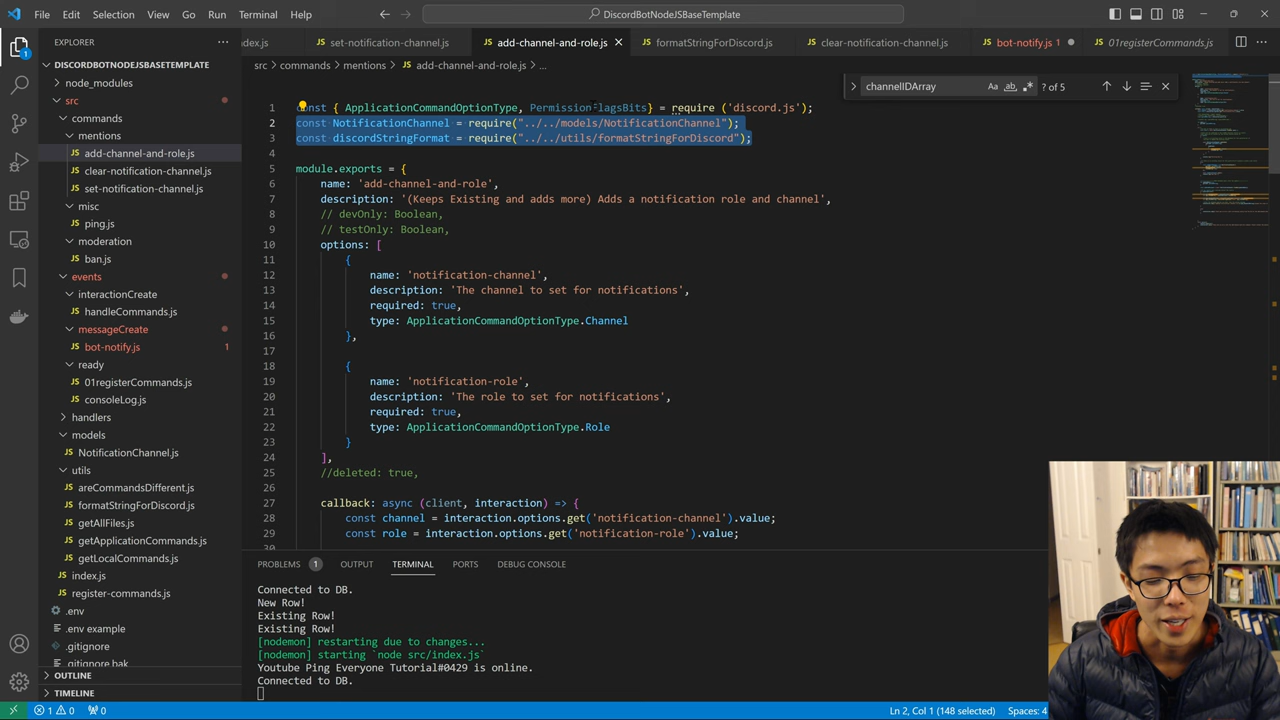 File Edit Selection View Go Run Terminal Help
DiscordBotNodeJSBaseTemplate
EXPLORER
index.js
set-notification-channel.js
add-channel-and-role.js
formatStringForDiscord.js
clear-notification-channel.js
bot-notify.js 1
01registerCommands.js
src > commands > mentions > add-channel-and-role.js > ...
channelIDArray
Aa
ab
? of 5
1
DISCORDBOTNODEJSBASETEMPLATE
node_modules
src
commands
mentions
add-channel-and-role.js
clear-notification-channel.js
set-notification-channel.js
misc
ping.js
moderation
ban.js
events
interactionCreate
handleCommands.js
messageCreate
bot-notify.js 1
ready
01registerCommands.js
consoleLog.js
handlers
models
NotificationChannel.js
utils
areCommandsDifferent.js
formatStringForDiscord.js
getAllFiles.js
getApplicationCommands.js
getLocalCommands.js
index.js
register-commands.js
.env
.env example
.gitignore
.gitignore.bak
OUTLINE
TIMELINE
1 const { ApplicationCommandOptionType, PermissionFlagsBits} = require ('discord.js');
2 const NotificationChannel = require("../../models/NotificationChannel");
3 const discordStringFormat = require("../../utils/formatStringForDiscord");
4
5 module.exports = {
6 name: 'add-channel-and-role',
7 description: '(Keeps Existing and adds more) Adds a notification role and channel',
8 // devOnly: Boolean,
9 // testOnly: Boolean,
10 options: [
11 {
12 name: 'notification-channel',
13 description: 'The channel to set for notifications',
14 required: true,
15 type: ApplicationCommandOptionType.Channel
16 },
17
18 {
19 name: 'notification-role',
20 description: 'The role to set for notifications',
21 required: true,
22 type: ApplicationCommandOptionType.Role
23 }
24 ],
25 //deleted: true,
26
27 callback: async (client, interaction) => {
28 const channel = interaction.options.get('notification-channel').value;
29 const role = interaction.options.get('notification-role').value;
30
PROBLEMS 1 OUTPUT TERMINAL PORTS DEBUG CONSOLE
Connected to DB.
New Row!
Existing Row!
Existing Row!
[nodemon] restarting due to changes...
[nodemon] starting `node src/index.js`
Youtube Ping Everyone Tutorial#0429 is online.
Connected to DB.
1 0 0
Ln 2, Col 1 (148 selected) Spaces: 4